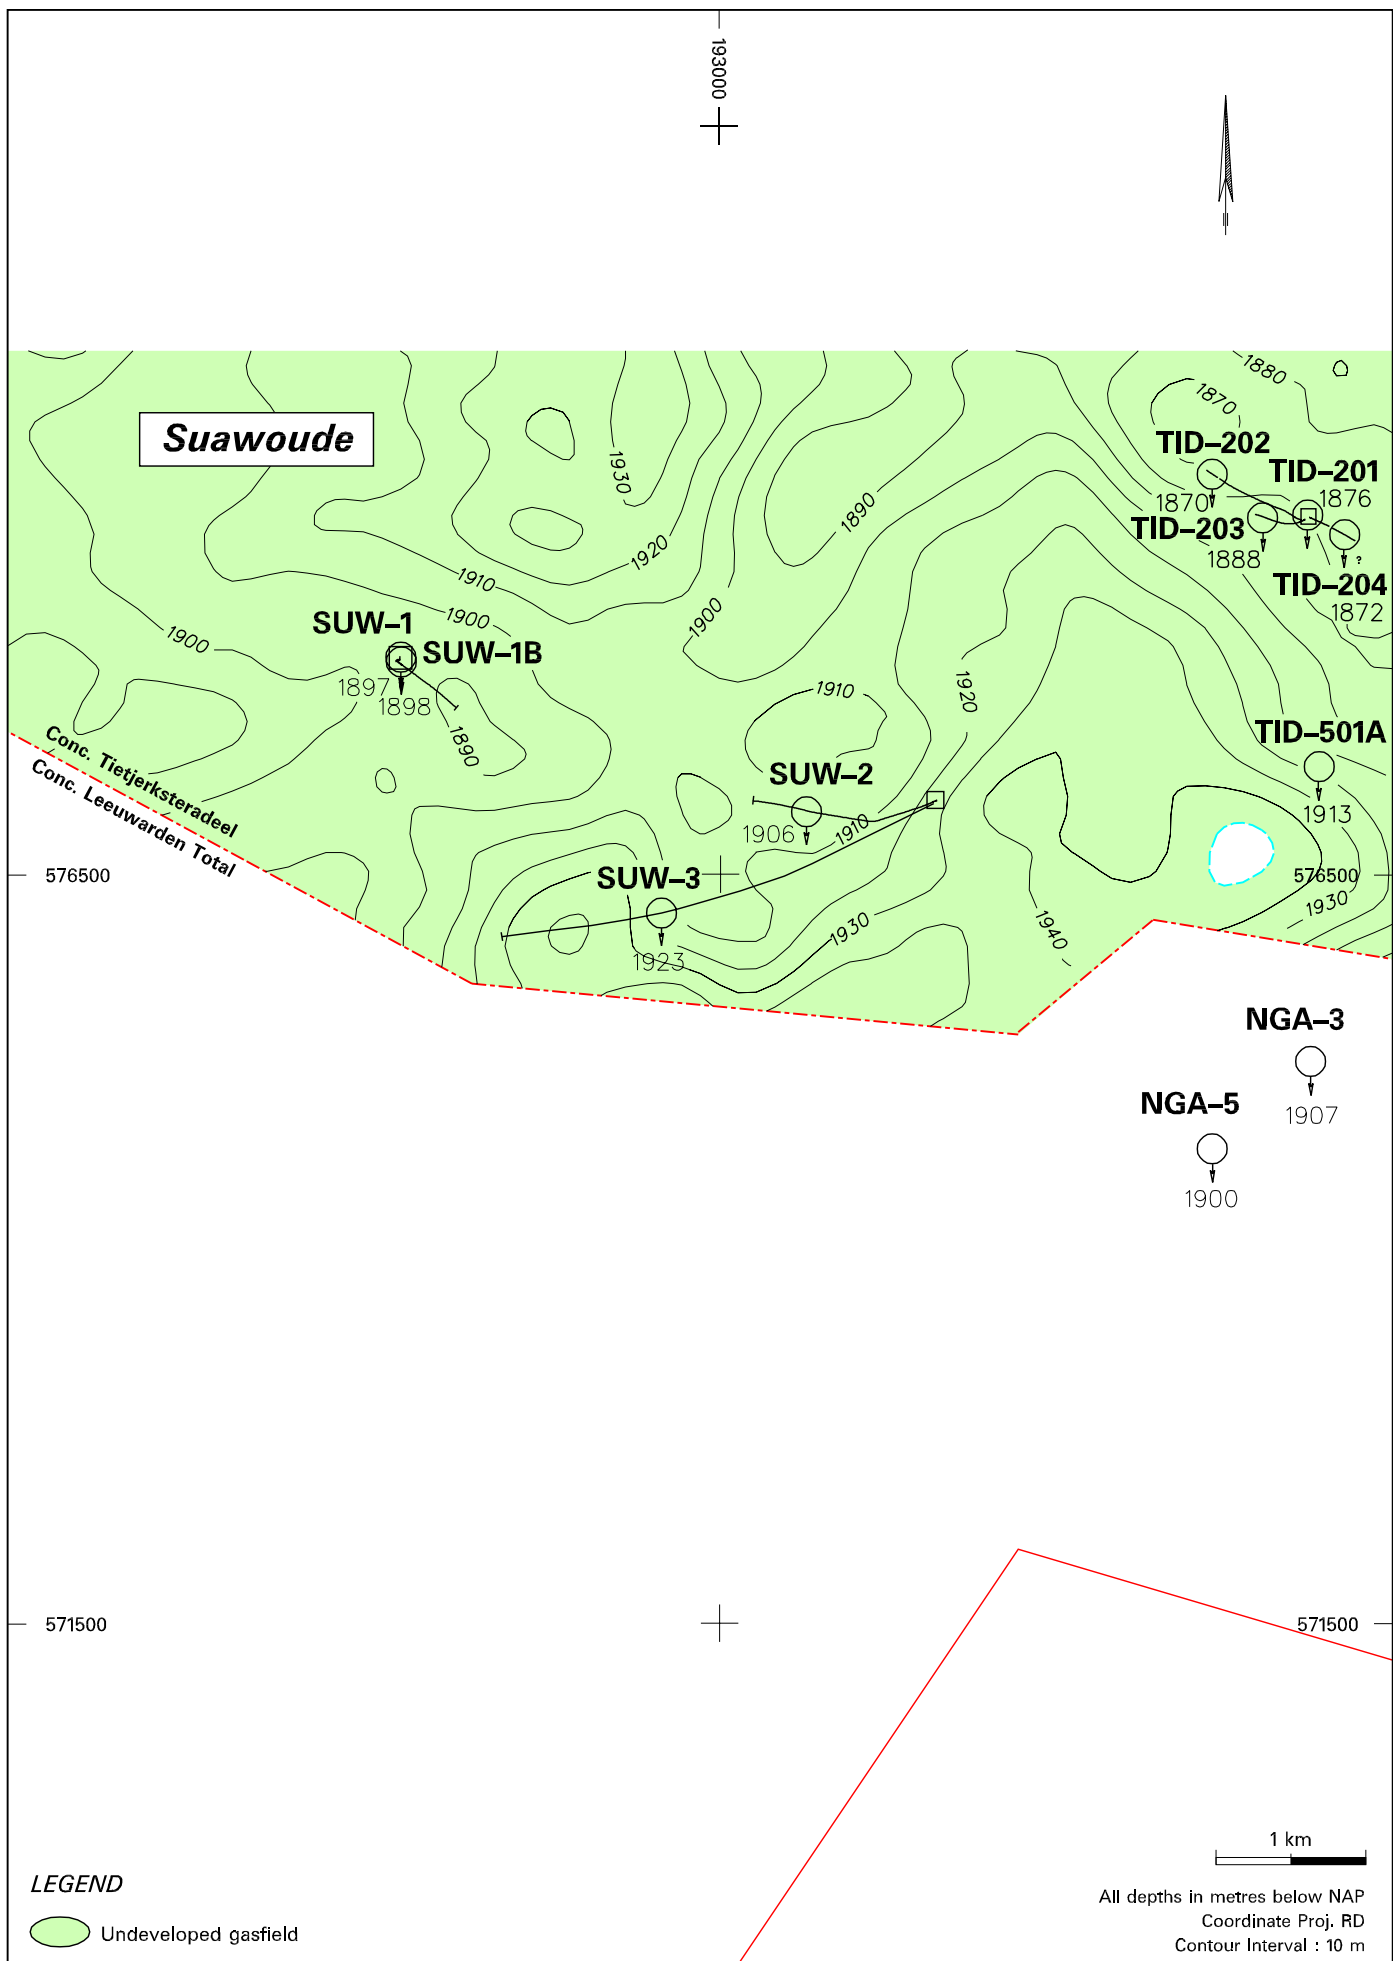 193000
1880
1870
Suawoude
TID–202
TID–201
1930
1890
1870
1876
TID–203
1920
1888
?
1910
TID–204
1900
1900
1872
SUW–1
1900
SUW–1B
1897
1898
1910
1920
1890
TID–501A
Conc. Tietjerksteradeel
Conc. Leeuwarden Total
SUW–2
1906
1910
1913
576500
SUW–3
576500
1930
1930
1940
1923
NGA–3
NGA–5
1907
1900
571500
571500
1 km
LEGEND
All depths in metres below NAP
Coordinate Proj. RD
Undeveloped gasfield
Contour Interval : 10 m